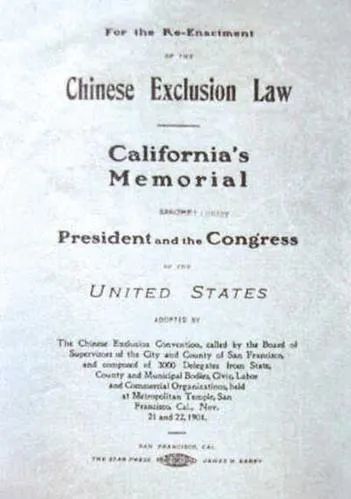 For the Re-Enactment
OF THE
Chinese Exclusion Law
California's
Memorial
President and the Congress
OF THE
UNITED STATES
ADOPTED BY
The Chinese Exclusion Convention, called by the Board of
Supervisors of the City and County of San Francisco,
and composed of 3000 Delegates from State,
County and Municipal Bodies, Civic, Labor
and Commercial Organizations, held
at Metropolitan Temple, San
Francisco, Cal., Nov.
21 and 22, 1901.
SAN FRANCISCO, CAL.
THE STAR PRESS JAMES H. BARRY